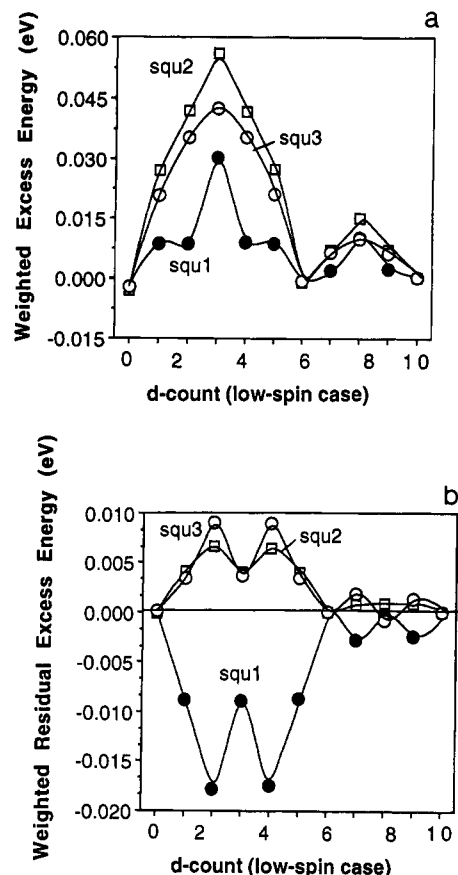 a
Weighted Excess Energy (eV)
0.060
0.045
0.030
0.015
0.000
-0.015
squ2
squ3
squ1
0 2 4 6 8 10
d-count (low-spin case)
b
Weighted Residual Excess Energy (eV)
0.010
0.005
0.000
-0.005
-0.010
-0.020
squ3
squ2
squ1
0 2 4 6 8 10
d-count (low-spin case)